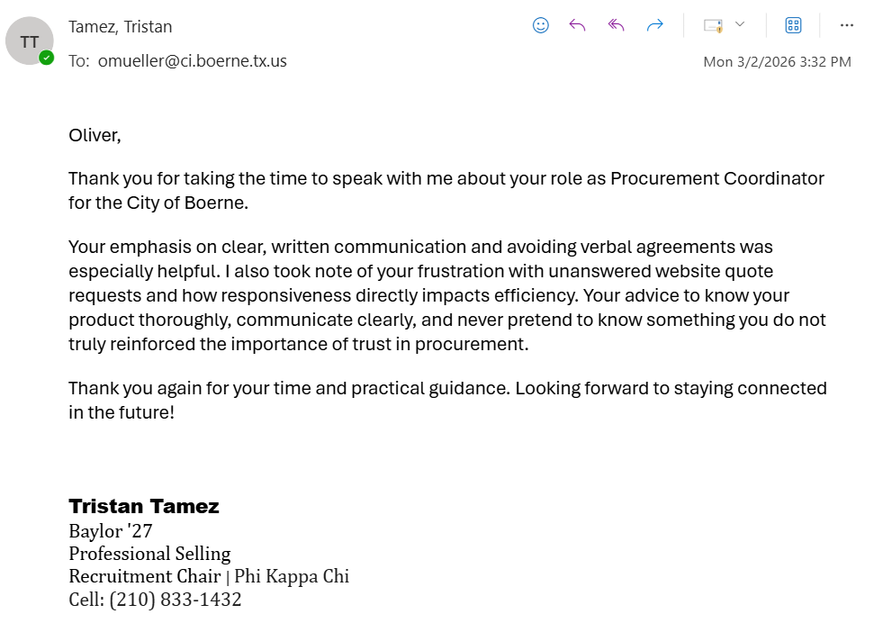 TT
Tamez, Tristan
To: omueller@ci.boerne.tx.us
Mon 3/2/2026 3:32 PM
Oliver,
Thank you for taking the time to speak with me about your role as Procurement Coordinator
for the City of Boerne.
Your emphasis on clear, written communication and avoiding verbal agreements was
especially helpful. I also took note of your frustration with unanswered website quote
requests and how responsiveness directly impacts efficiency. Your advice to know your
product thoroughly, communicate clearly, and never pretend to know something you do not
truly reinforced the importance of trust in procurement.
Thank you again for your time and practical guidance. Looking forward to staying connected
in the future!
Tristan Tamez
Baylor '27
Professional Selling
Recruitment Chair | Phi Kappa Chi
Cell: (210) 833-1432